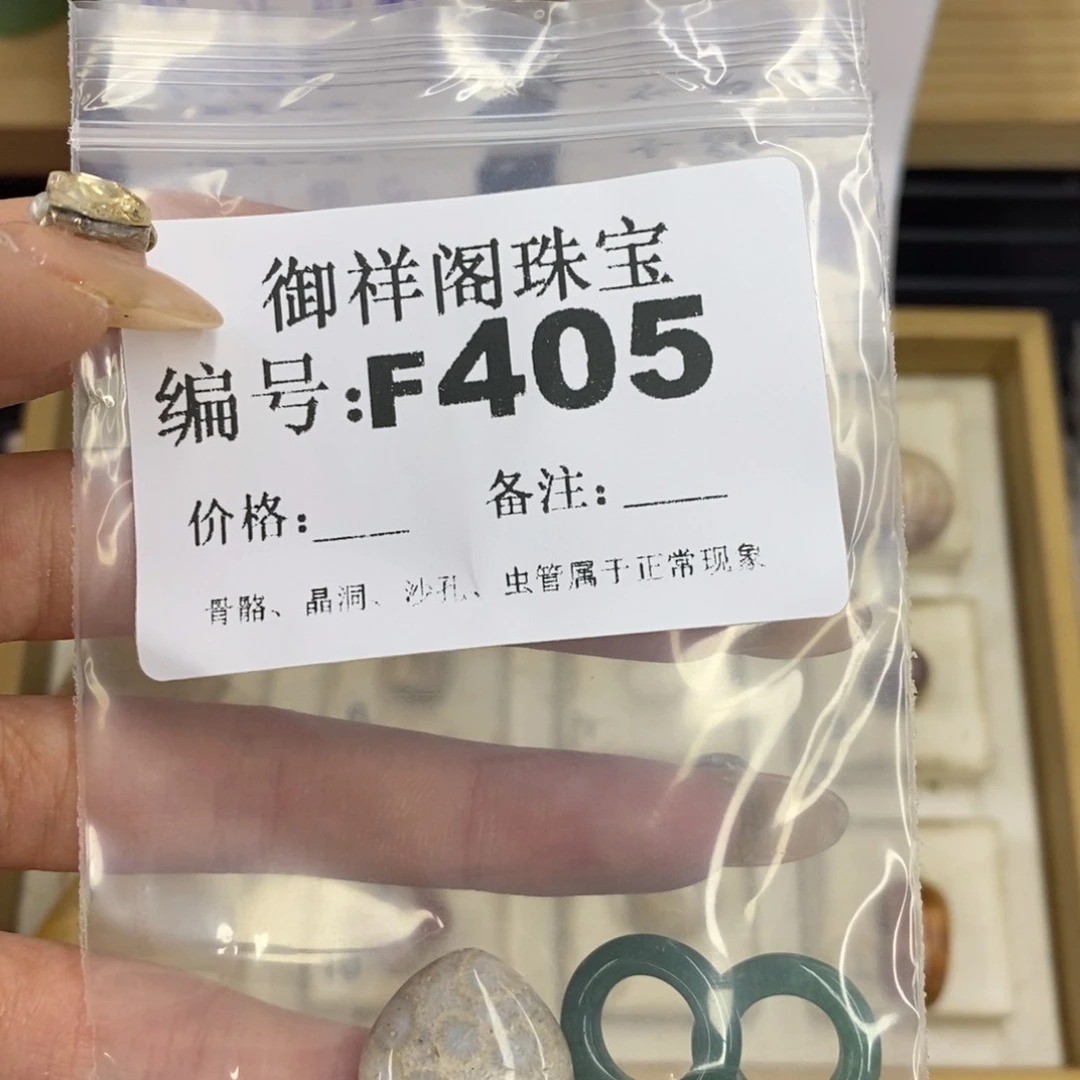 御祥阁珠宝
编号:F405
价格:___ 备注:____
骨骼、晶洞、沙孔、虫管属于正常现象